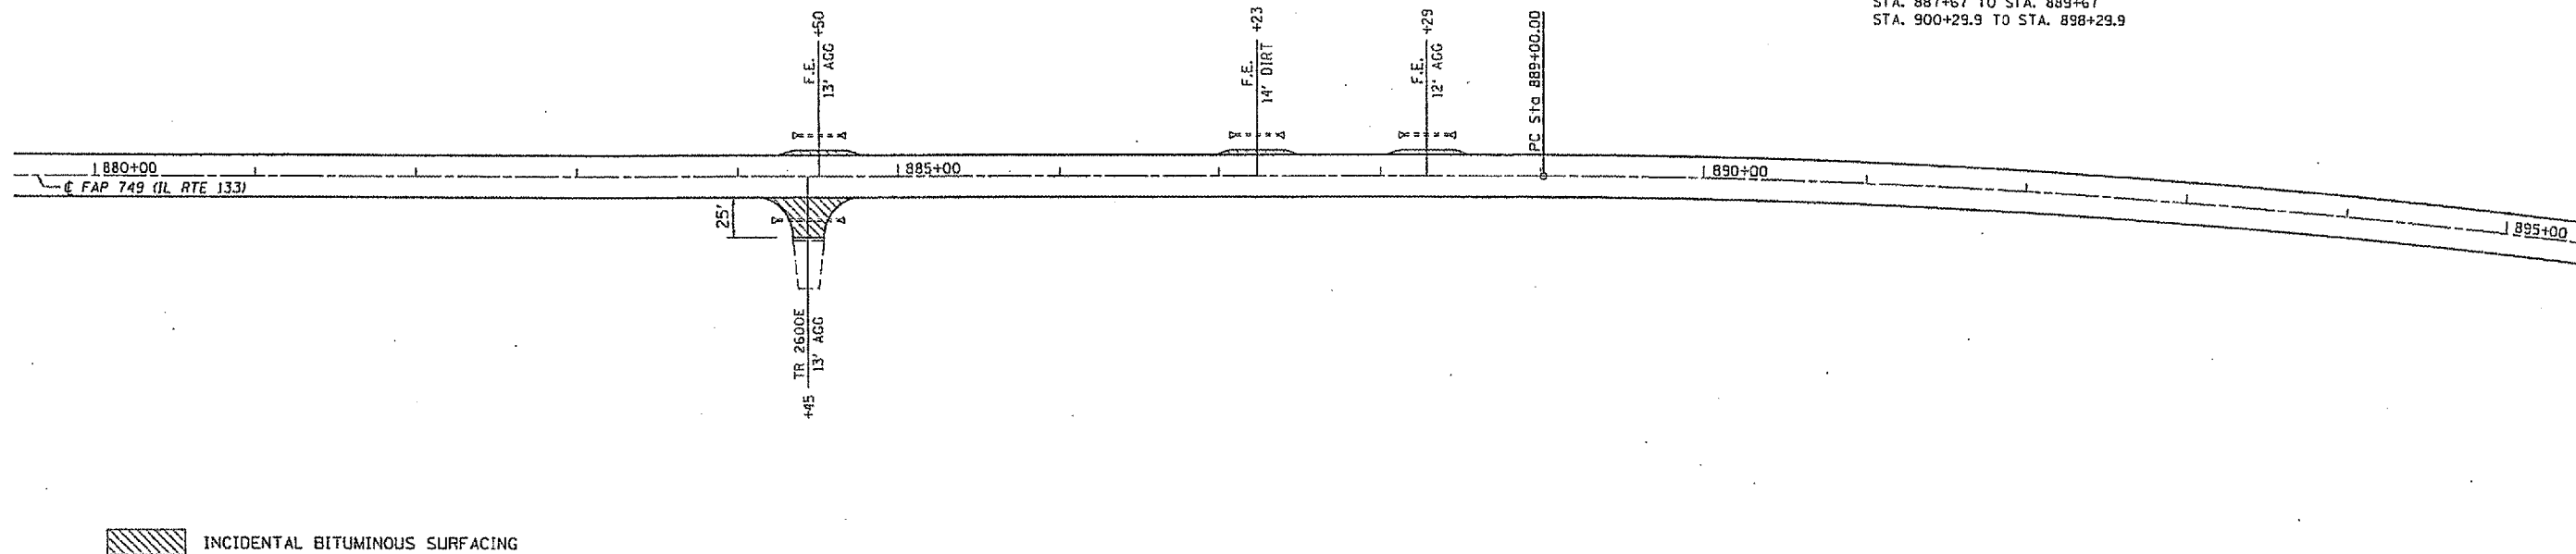 STA. 887+67 TO STA. 889+67
STA. 900+29.9 TO STA. 898+29.9
F.E. +50
13' AGG
F.E. +23
14' DIRT
F.E. +29
12' AGG
PC Sta 889+00.00
880+00
885+00
890+00
895+00
℄ FAP 749 (IL RTE 133)
25'
TR 2600E
13' AGG
+45
INCIDENTAL BITUMINOUS SURFACING